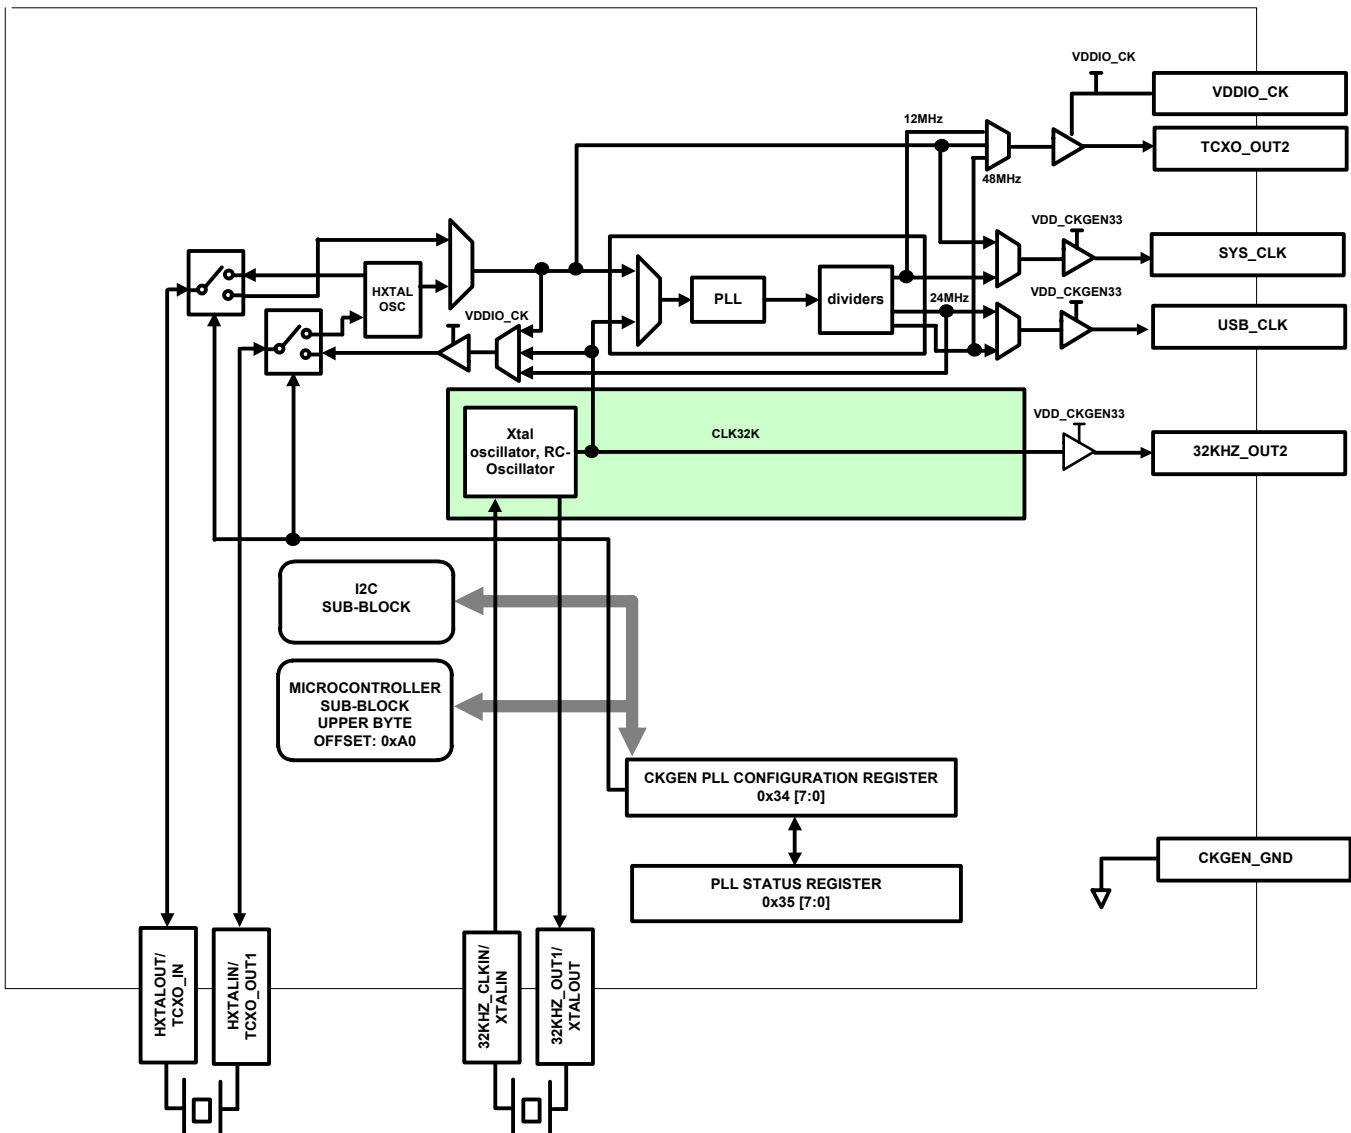 VDDIO_CK
VDDIO_CK
12MHz
TCXO_OUT2
48MHz
VDD_CKGEN33
SYS_CLK
HXTAL
OSC
PLL
dividers
24MHz
VDD_CKGEN33
VDDIO_CK
USB_CLK
Xtal
oscillator, RC-
Oscillator
CLK32K
VDD_CKGEN33
32KHZ_OUT2
I2C
SUB-BLOCK
MICROCONTROLLER
SUB-BLOCK
UPPER BYTE
OFFSET: 0xA0
CKGEN PLL CONFIGURATION REGISTER
0x34 [7:0]
PLL STATUS REGISTER
0x35 [7:0]
CKGEN_GND
HXTALOUT/
TCXO_IN
HXTALIN/
TCXO_OUT1
32KHZ_CLKIN/
XTALIN
32KHZ_OUT1/
XTALOUT